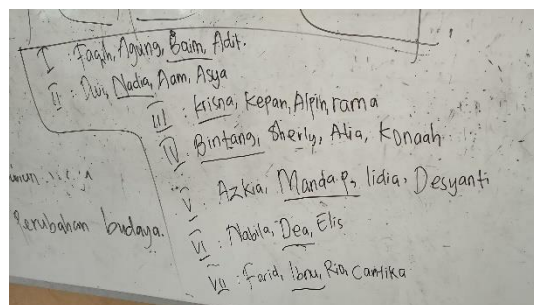 I : Faqih, Agung, Baim, Adit.
II : Dwi, Nadia, Aam, Asya
III : Krisna, Kepan, Alpin, rama
IV : Bintang, Sherly, Alia, Konaah
V : Azkia, Manda P, lidia, Desyanti
Perubahan budaya.
VI : Nabila, Dea, Elis
VII : Farid, Ibnu, Ria, Cantika